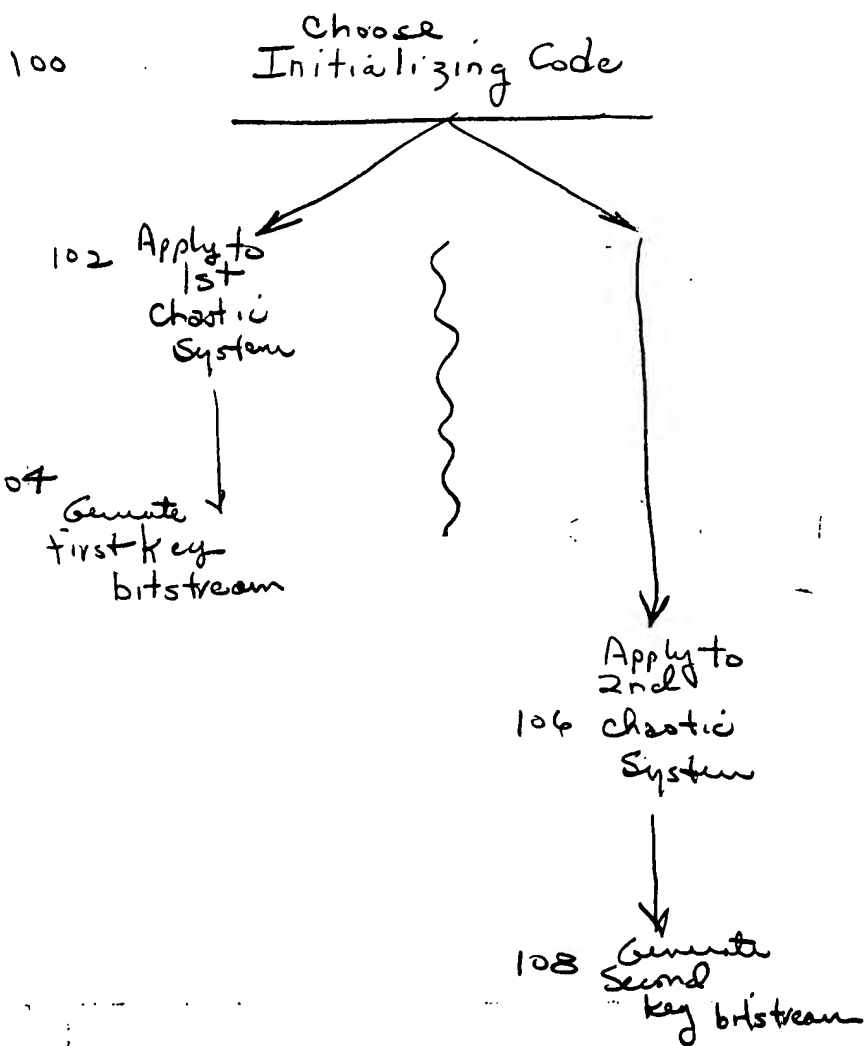 Choose
100 Initializing Code
102 Apply to
1st
Chaotic
System
04
Generate
first key
bitstream
Apply to
2nd
106 chaotic
System
108 Generate
Second
key bitstream